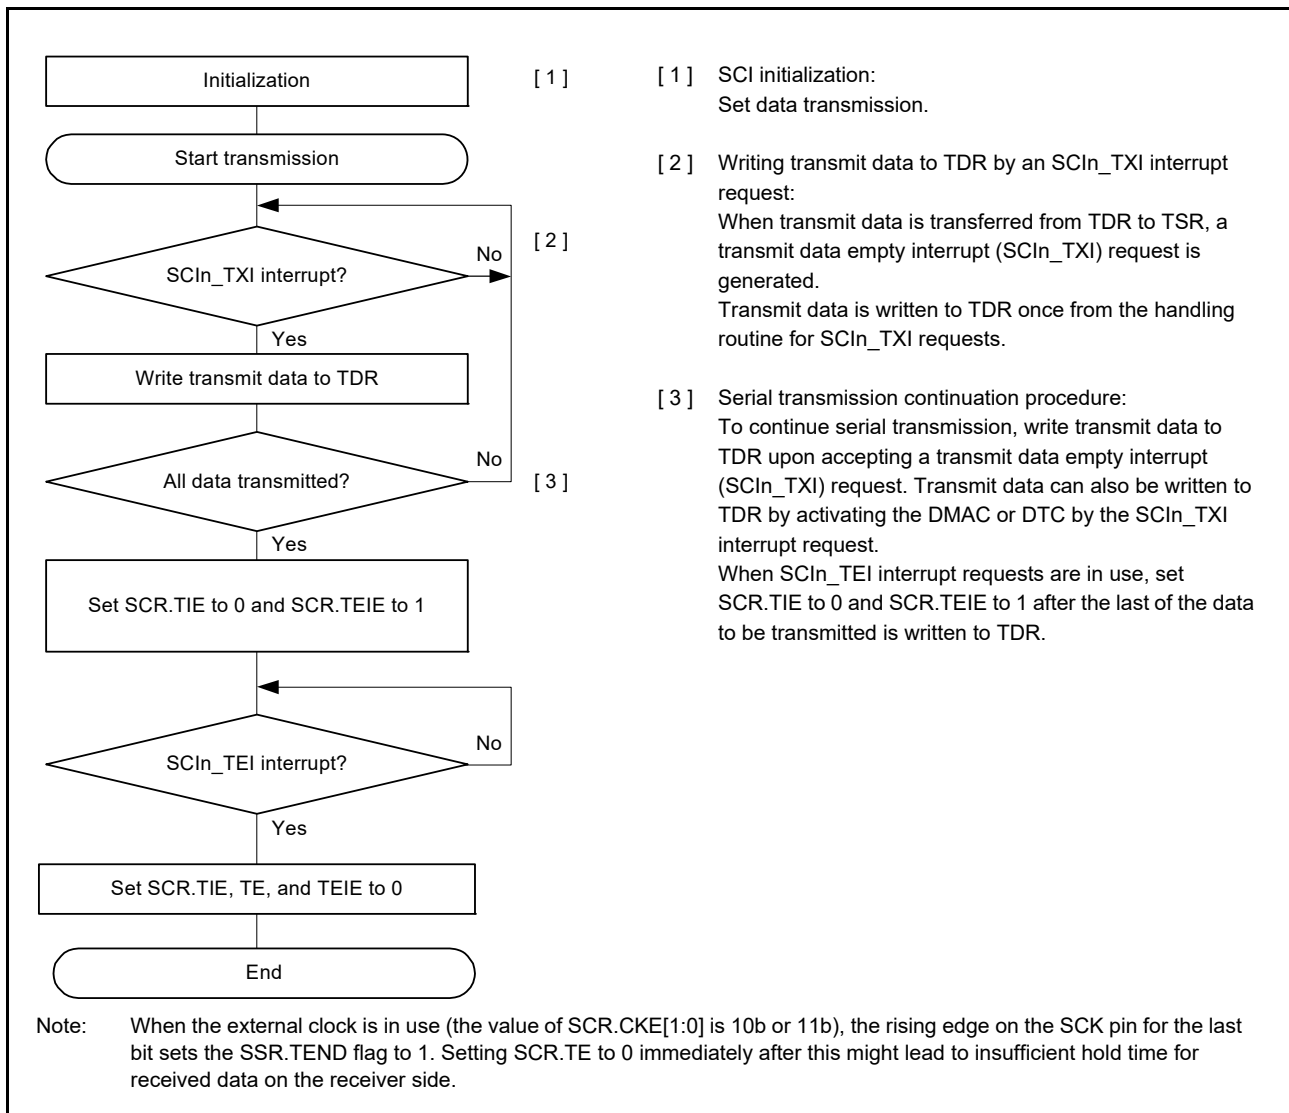 Initialization
[ 1 ]
Start transmission
SCIn_TXI interrupt?
No
[ 2 ]
Yes
Write transmit data to TDR
All data transmitted?
No
[ 3 ]
Yes
Set SCR.TIE to 0 and SCR.TEIE to 1
SCIn_TEI interrupt?
No
Yes
Set SCR.TIE, TE, and TEIE to 0
End
[ 1 ] SCI initialization:
Set data transmission.
[ 2 ] Writing transmit data to TDR by an SCIn_TXI interrupt
request:
When transmit data is transferred from TDR to TSR, a
transmit data empty interrupt (SCIn_TXI) request is
generated.
Transmit data is written to TDR once from the handling
routine for SCIn_TXI requests.
[ 3 ] Serial transmission continuation procedure:
To continue serial transmission, write transmit data to
TDR upon accepting a transmit data empty interrupt
(SCIn_TXI) request. Transmit data can also be written to
TDR by activating the DMAC or DTC by the SCIn_TXI
interrupt request.
When SCIn_TEI interrupt requests are in use, set
SCR.TIE to 0 and SCR.TEIE to 1 after the last of the data
to be transmitted is written to TDR.
Note: When the external clock is in use (the value of SCR.CKE[1:0] is 10b or 11b), the rising edge on the SCK pin for the last
bit sets the SSR.TEND flag to 1. Setting SCR.TE to 0 immediately after this might lead to insufficient hold time for
received data on the receiver side.